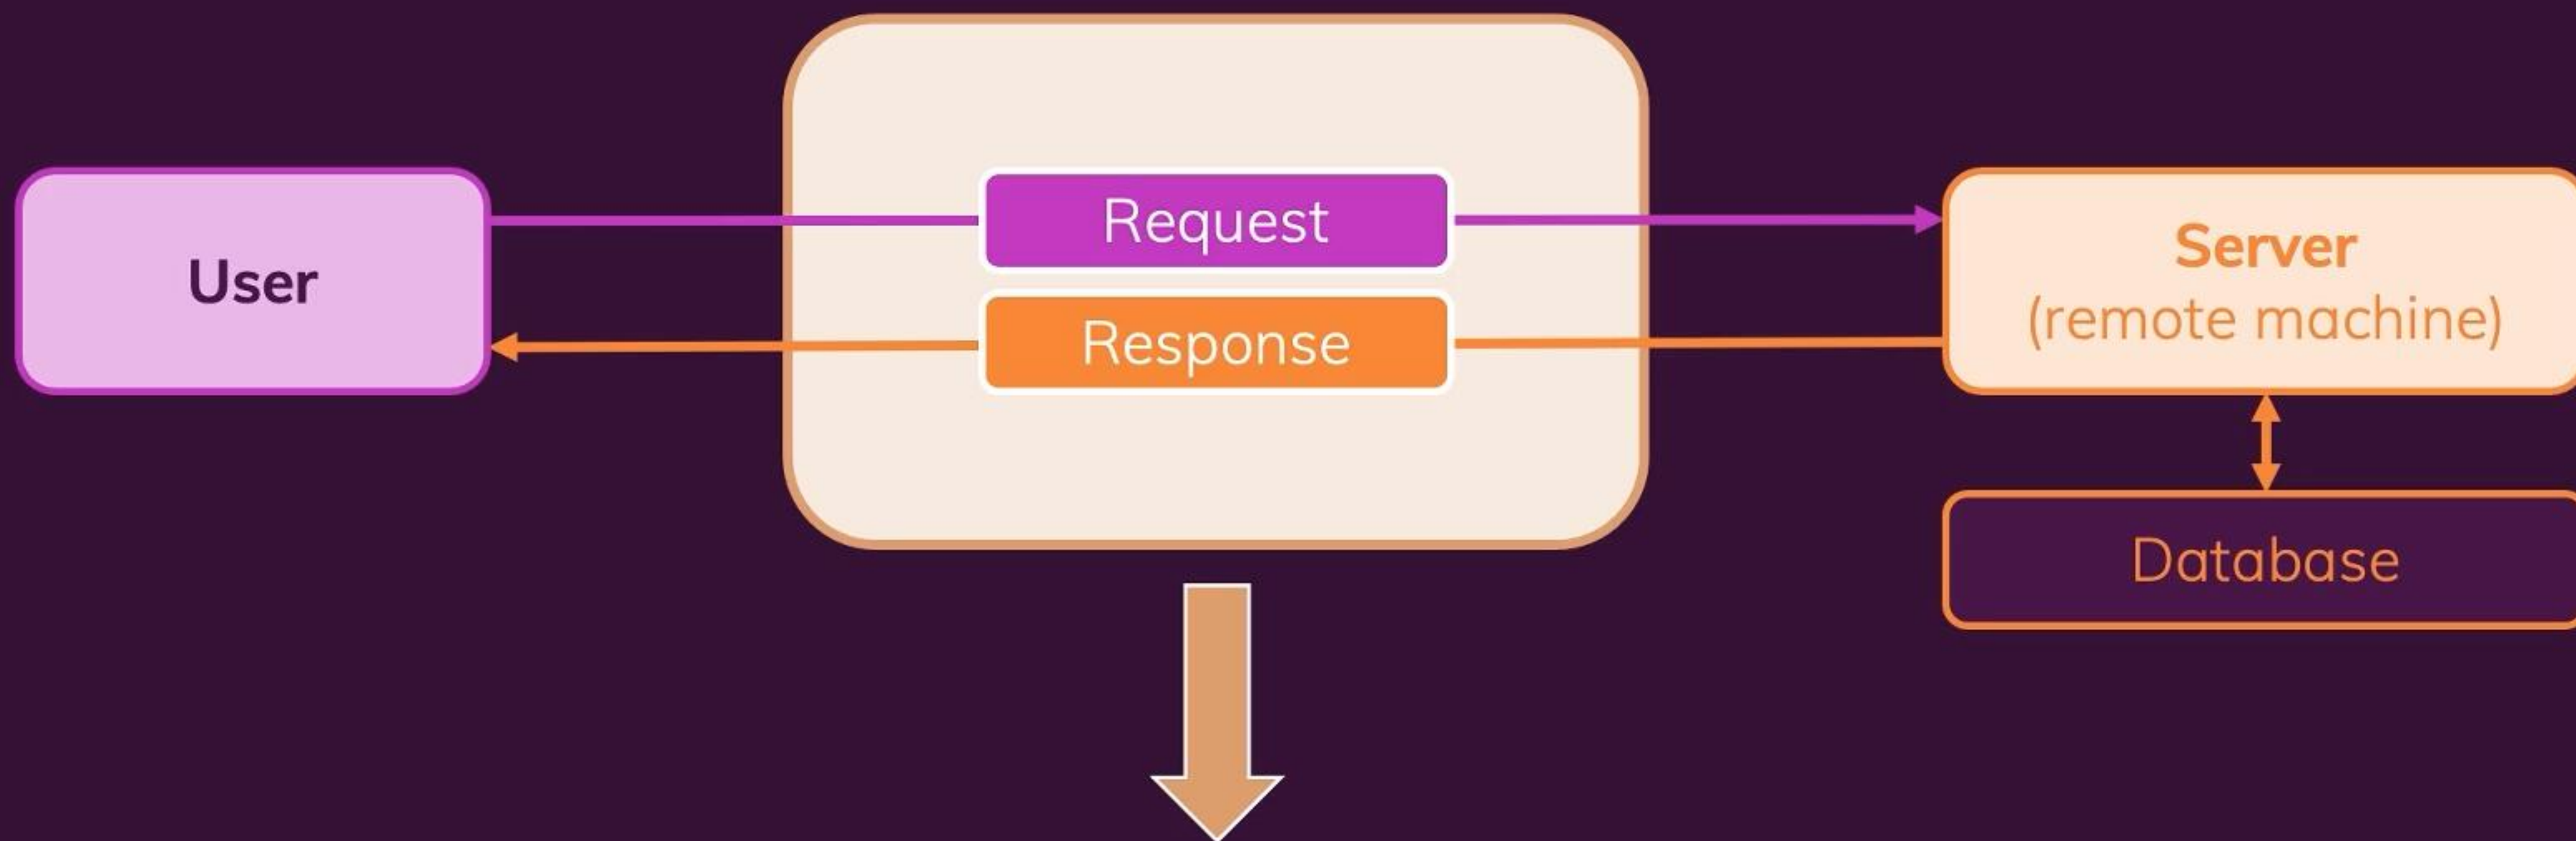 Request
User
Server
(remote machine)
Response
Database